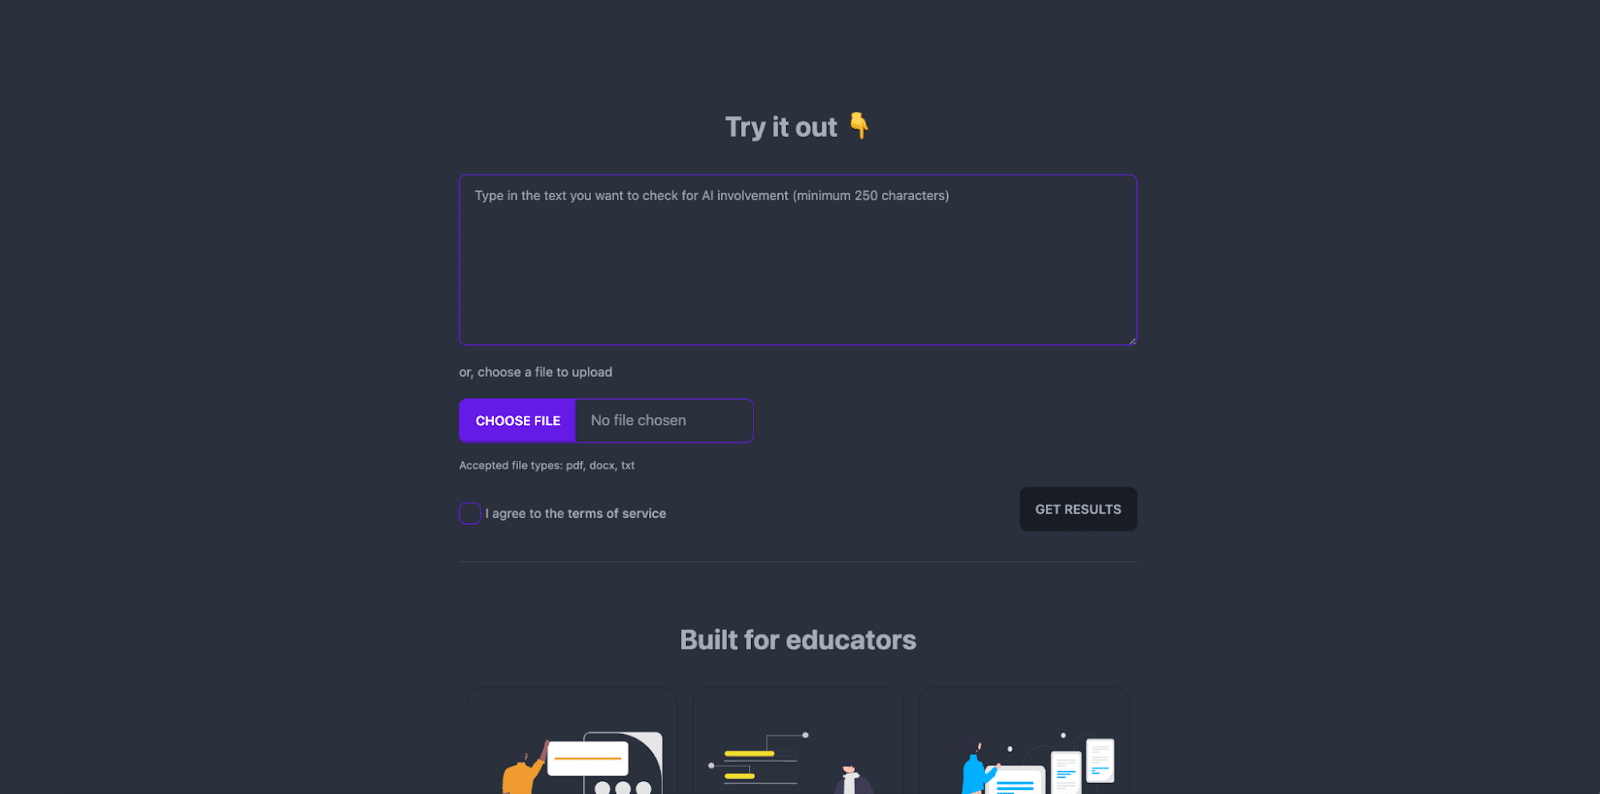 Try it out 👇
Type in the text you want to check for AI involvement (minimum 250 characters)
or, choose a file to upload
CHOOSE FILE No file chosen
Accepted file types: pdf, docx, txt
I agree to the terms of service
GET RESULTS
Built for educators